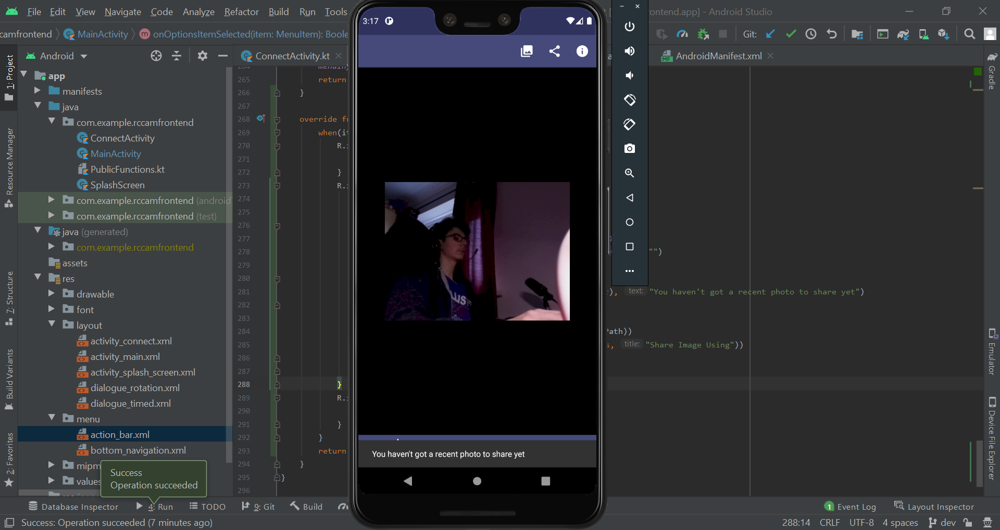 File Edit View Navigate Code Analyze Refactor Build Run Tools
rontend.app] - Android Studio
camfrontend MainActivity onOptionsItemSelected(item: MenuItem): Boole
Git:
Android
ConnectActivity.kt
AndroidManifest.xml
1: Project
Resource Manager
7: Structure
Build Variants
2: Favorites
app
manifests
java
com.example.rccamfrontend
ConnectActivity
MainActivity
PublicFunctions.kt
SplashScreen
com.example.rccamfrontend (android
com.example.rccamfrontend (test)
java (generated)
com.example.rccamfrontend
assets
res
drawable
font
layout
activity_connect.xml
activity_main.xml
activity_splash_screen.xml
dialogue_rotation.xml
dialogue_timed.xml
menu
action_bar.xml
bottom_navigation.xml
mipm
values
Success
Operation succeeded
264
265 return
266 }
267
268 override fu
269 when(it
270 R.i
271
272 }
273 R.i
274
275
276
277
278
279
280
281
282
283
284
285
286
287
288 }
289 R.i
290
291 }
292 }
293 return
294 }
295 }
296
3:17
LUS
You haven't got a recent photo to share yet
"")
), text: "You haven't got a recent photo to share yet")
Path))
s, title: "Share Image Using"))
Gradle
Emulator
Device File Explorer
Database Inspector 4: Run TODO 9: Git Build
1 Event Log Layout Inspector
Success: Operation succeeded (7 minutes ago)
288:14 CRLF UTF-8 4 spaces dev